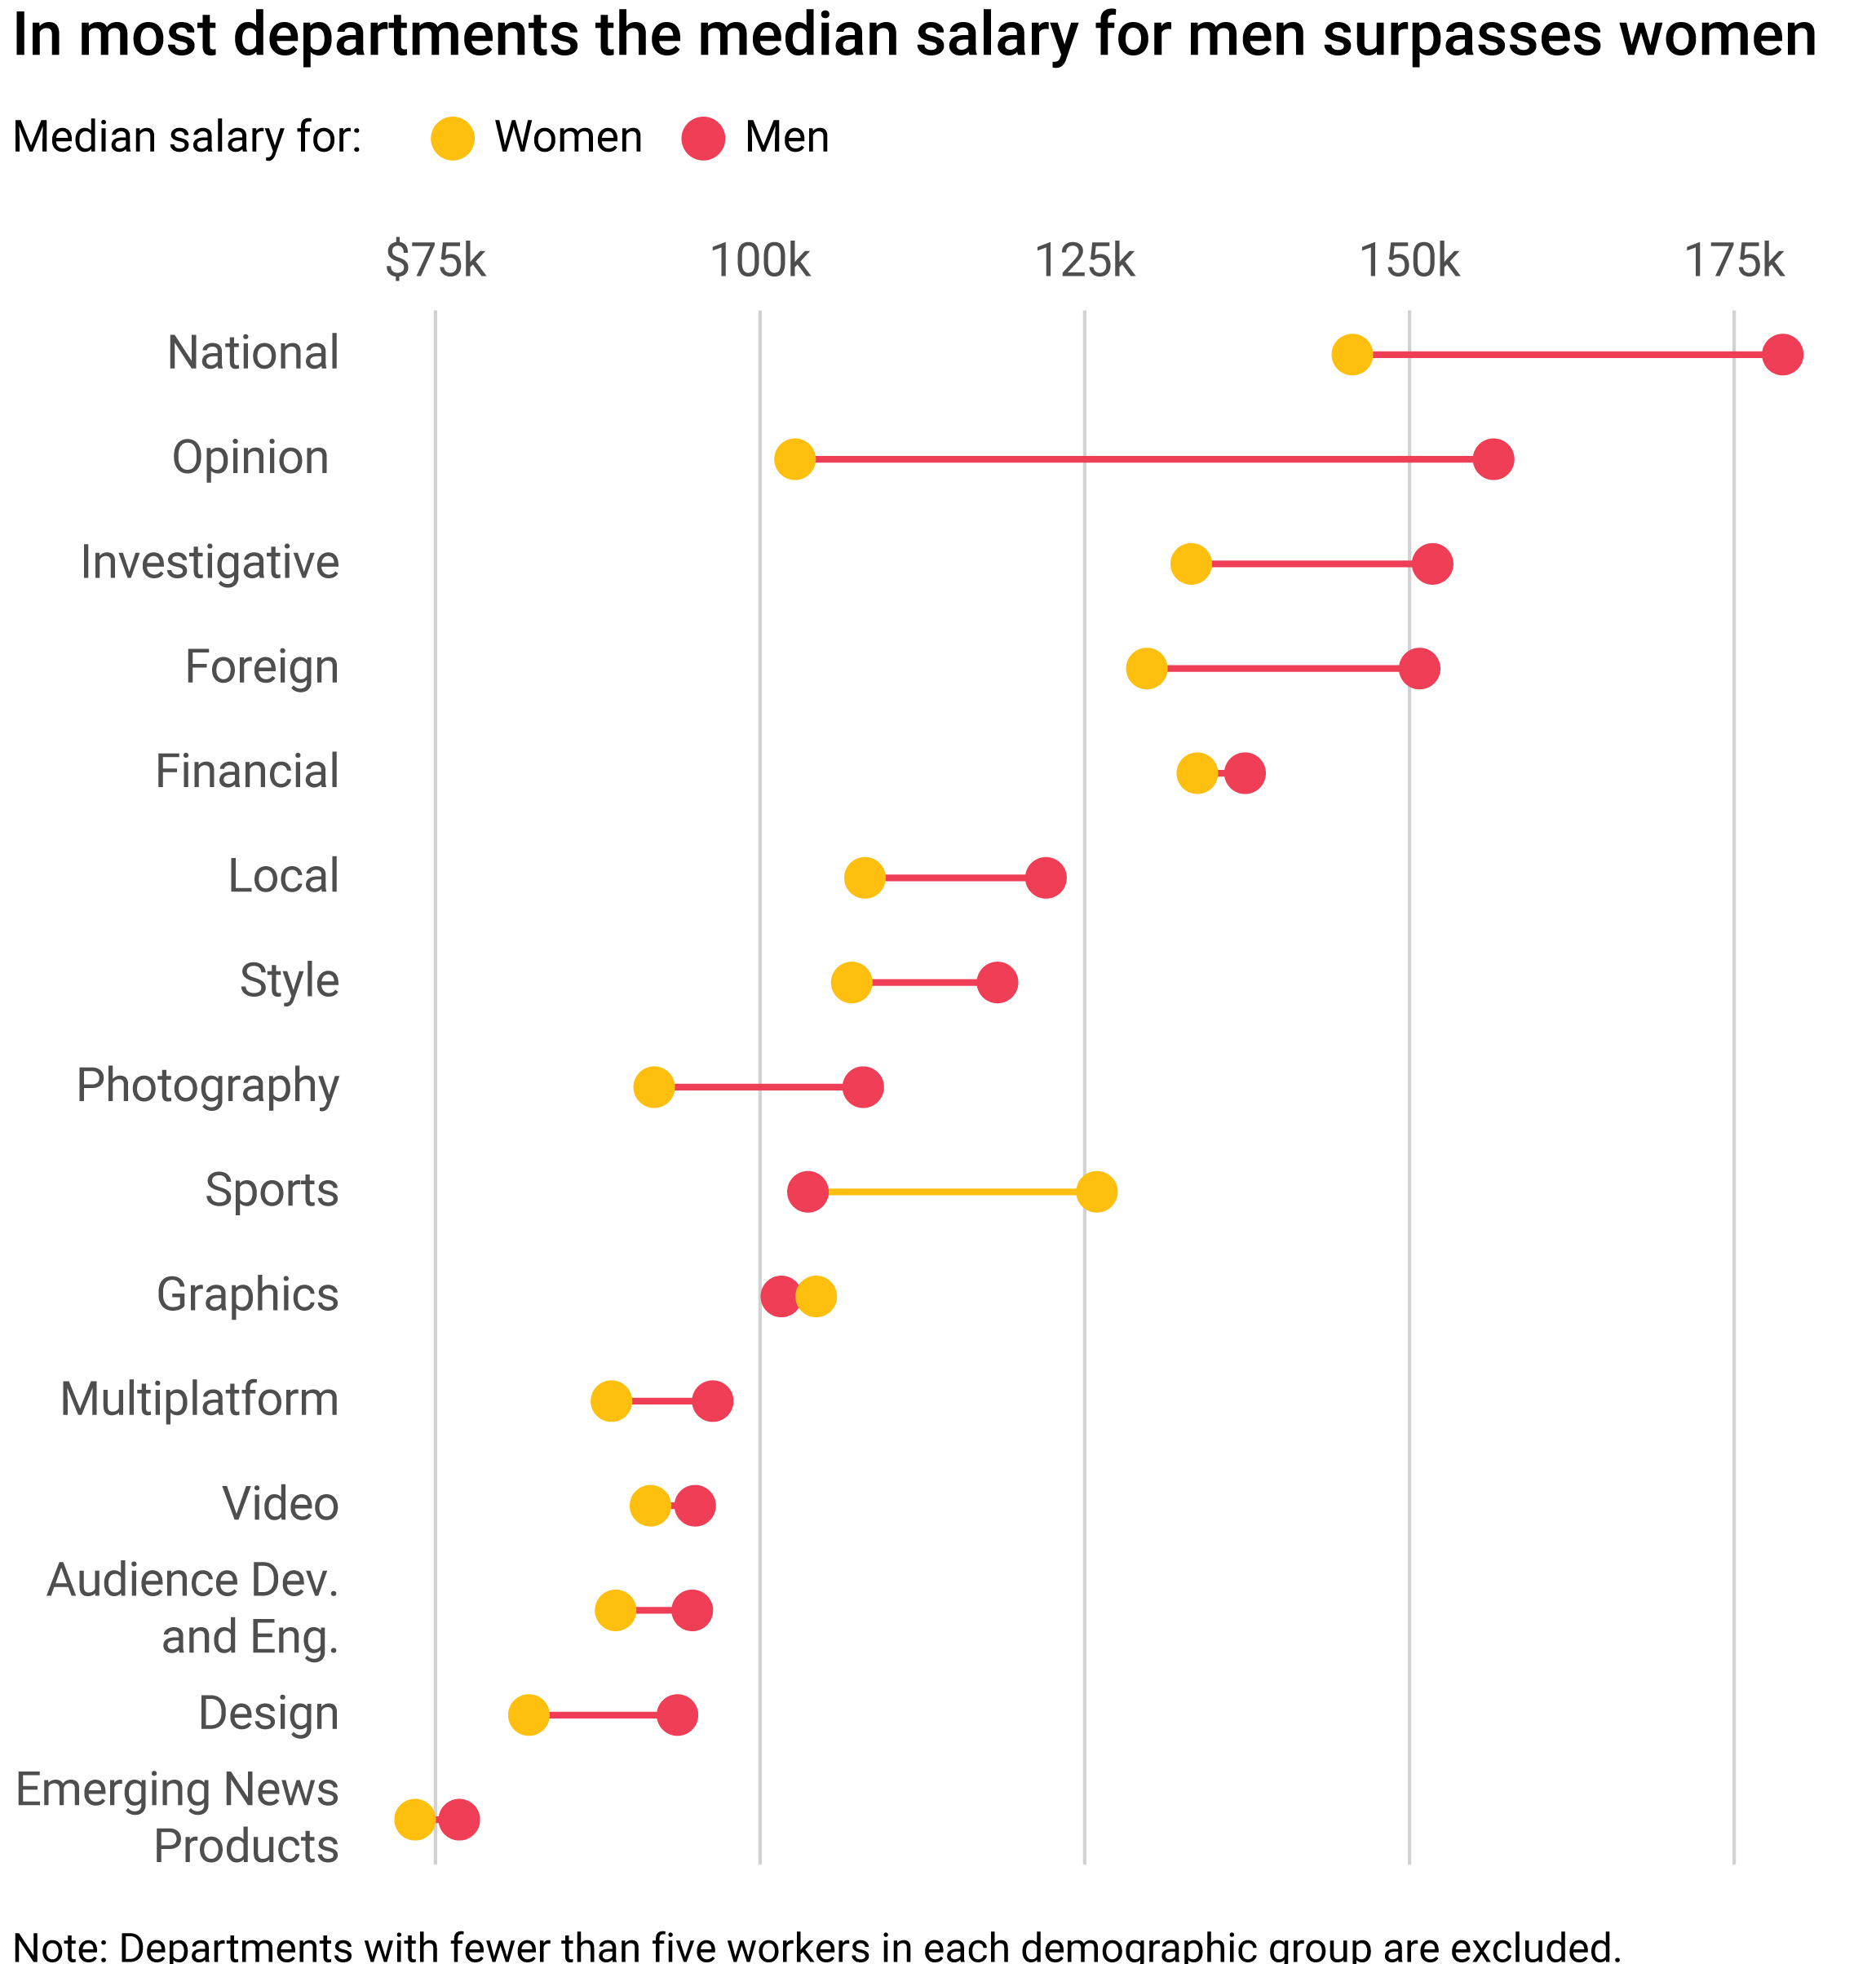 In most departments the median salary for men surpasses women
Median salary for: Women Men
$75k 100k 125k 150k 175k
National
Opinion
Investigative
Foreign
Financial
Local
Style
Photography
Sports
Graphics
Multiplatform
Video
Audience Dev.
and Eng.
Design
Emerging News
Products
Note: Departments with fewer than five workers in each demographic group are excluded.